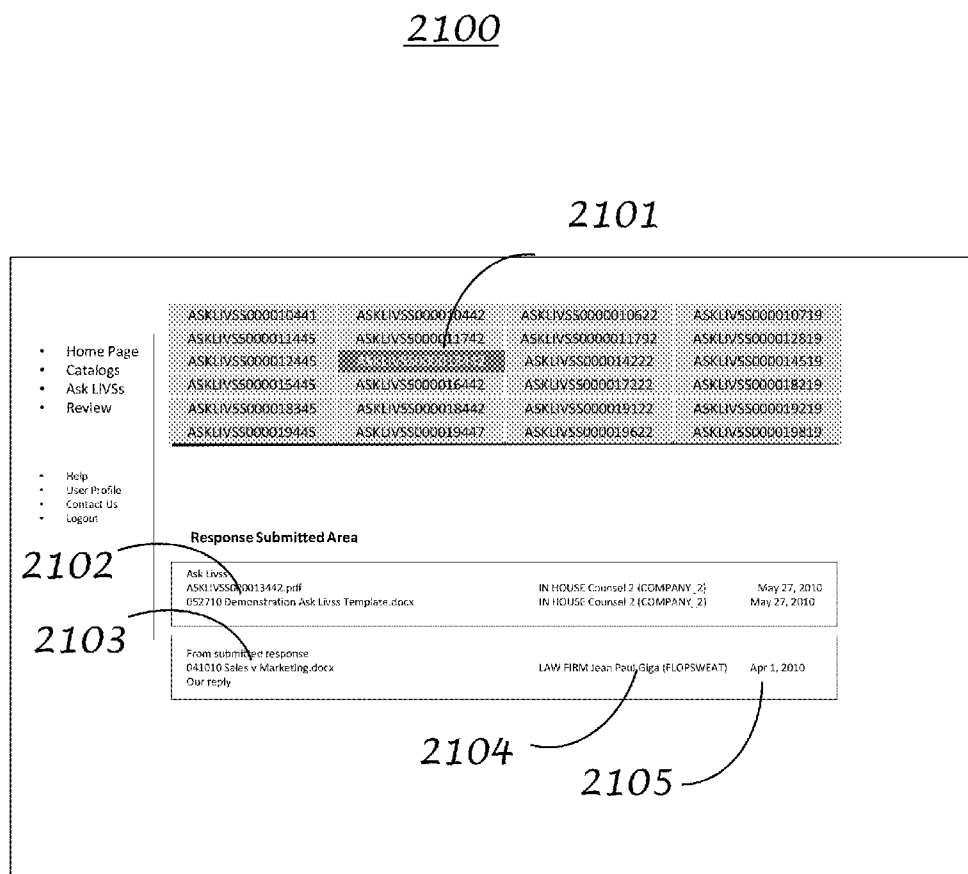 2100
2101
ASKLIVSS000010441 ASKLIVSS000010442 ASKLIVSS0000010622 ASKLIVSS000010719
ASKLIVSS000011445 ASKLIVSS000011742 ASKLIVSS0000011792 ASKLIVSS000012819
ASKLIVSS000012445 ASKLIVSS000014222 ASKLIVSS000014519
ASKLIVSS000015445 ASKLIVSS000016442 ASKLIVSS000017222 ASKLIVSS000018219
ASKLIVSS000018345 ASKLIVSS000018442 ASKLIVSS000019122 ASKLIVSS000019219
ASKLIVSS000019445 ASKLIVSS000019447 ASKLIVSS000019622 ASKLIVSS000019819
• Home Page
• Catalogs
• Ask LIVSs
• Review
• Help
• User Profile
• Contact Us
• Logout
Response Submitted Area
2102
Ask Livss
ASKLIVSS000013442.pdf IN HOUSE Counsel 2 (COMPANY_2) May 27, 2010
052710 Demonstration Ask Livss Template.docx IN HOUSE Counsel 2 (COMPANY_2) May 27, 2010
2103
From submitted response
041010 Sales v Marketing.docx LAW FIRM Jean Paul Giga (FLOPSWEAT) Apr 1, 2010
Our reply
2104
2105